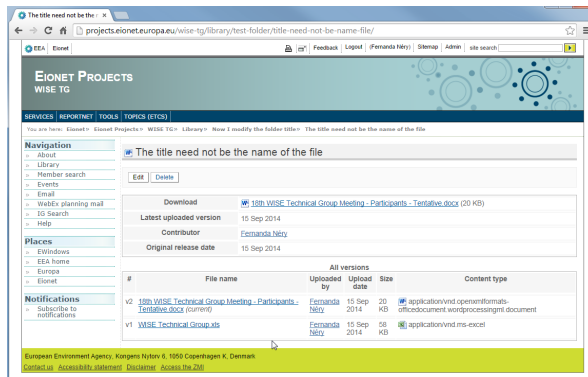 The title need not be the n
projects.eionet.europa.eu/wise-tg/library/test-folder/title-need-not-be-name-file/
EEA Eionet Feedback Logout (Fernanda Néry) Sitemap Admin site search
EIONET PROJECTS
WISE TG
SERVICES REPORTNET TOOLS TOPICS (ETCS)
You are here: Eionet» Eionet Projects» WISE TG» Library» Now I modify the folder title» The title need not be the name of the file
Navigation
About
Library
Member search
Events
Email
WebEx planning mail
IG Search
Help
Places
EWindows
EEA home
Europa
Eionet
Notifications
Subscribe to
notifications
The title need not be the name of the file
Edit Delete
Download 18th WISE Technical Group Meeting - Participants - Tentative.docx (20 KB)
Latest uploaded version 15 Sep 2014
Contributor Fernanda Néry
Original release date 15 Sep 2014
All versions
# File name Uploaded by Upload date Size Content type
v2 18th WISE Technical Group Meeting - Participants - Tentative.docx (current) Fernanda Néry 15 Sep 2014 20 KB application/vnd.openxmlformats-officedocument.wordprocessingml.document
v1 WISE Technical Group.xls Fernanda Néry 15 Sep 2014 58 KB application/vnd.ms-excel
European Environment Agency, Kongens Nytorv 6, 1050 Copenhagen K, Denmark
Contact us Accessibility statement Disclaimer Access the ZMI